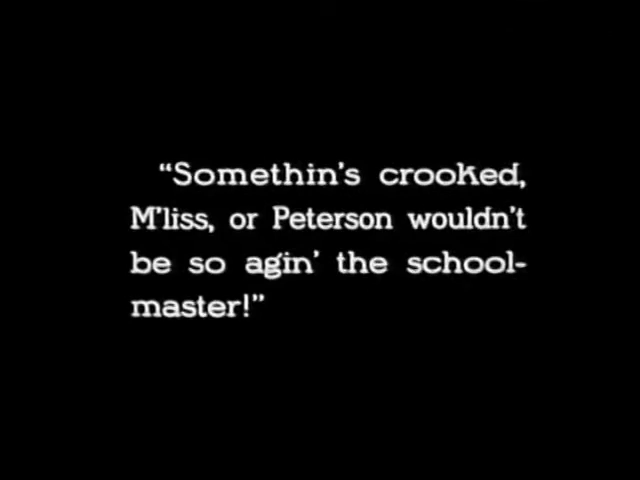 “Somethin’s crooked,
M’liss, or Peterson wouldn’t
be so agin’ the school-
master!”